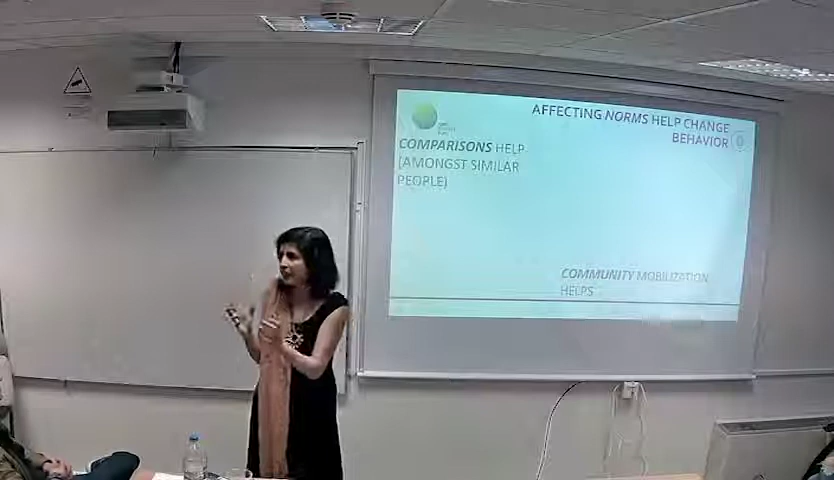 AFFECTING NORMS HELP CHANGE
BEHAVIOR
COMPARISONS HELP
(AMONGST SIMILAR
PEOPLE)
COMMUNITY MOBILIZATION
HELPS